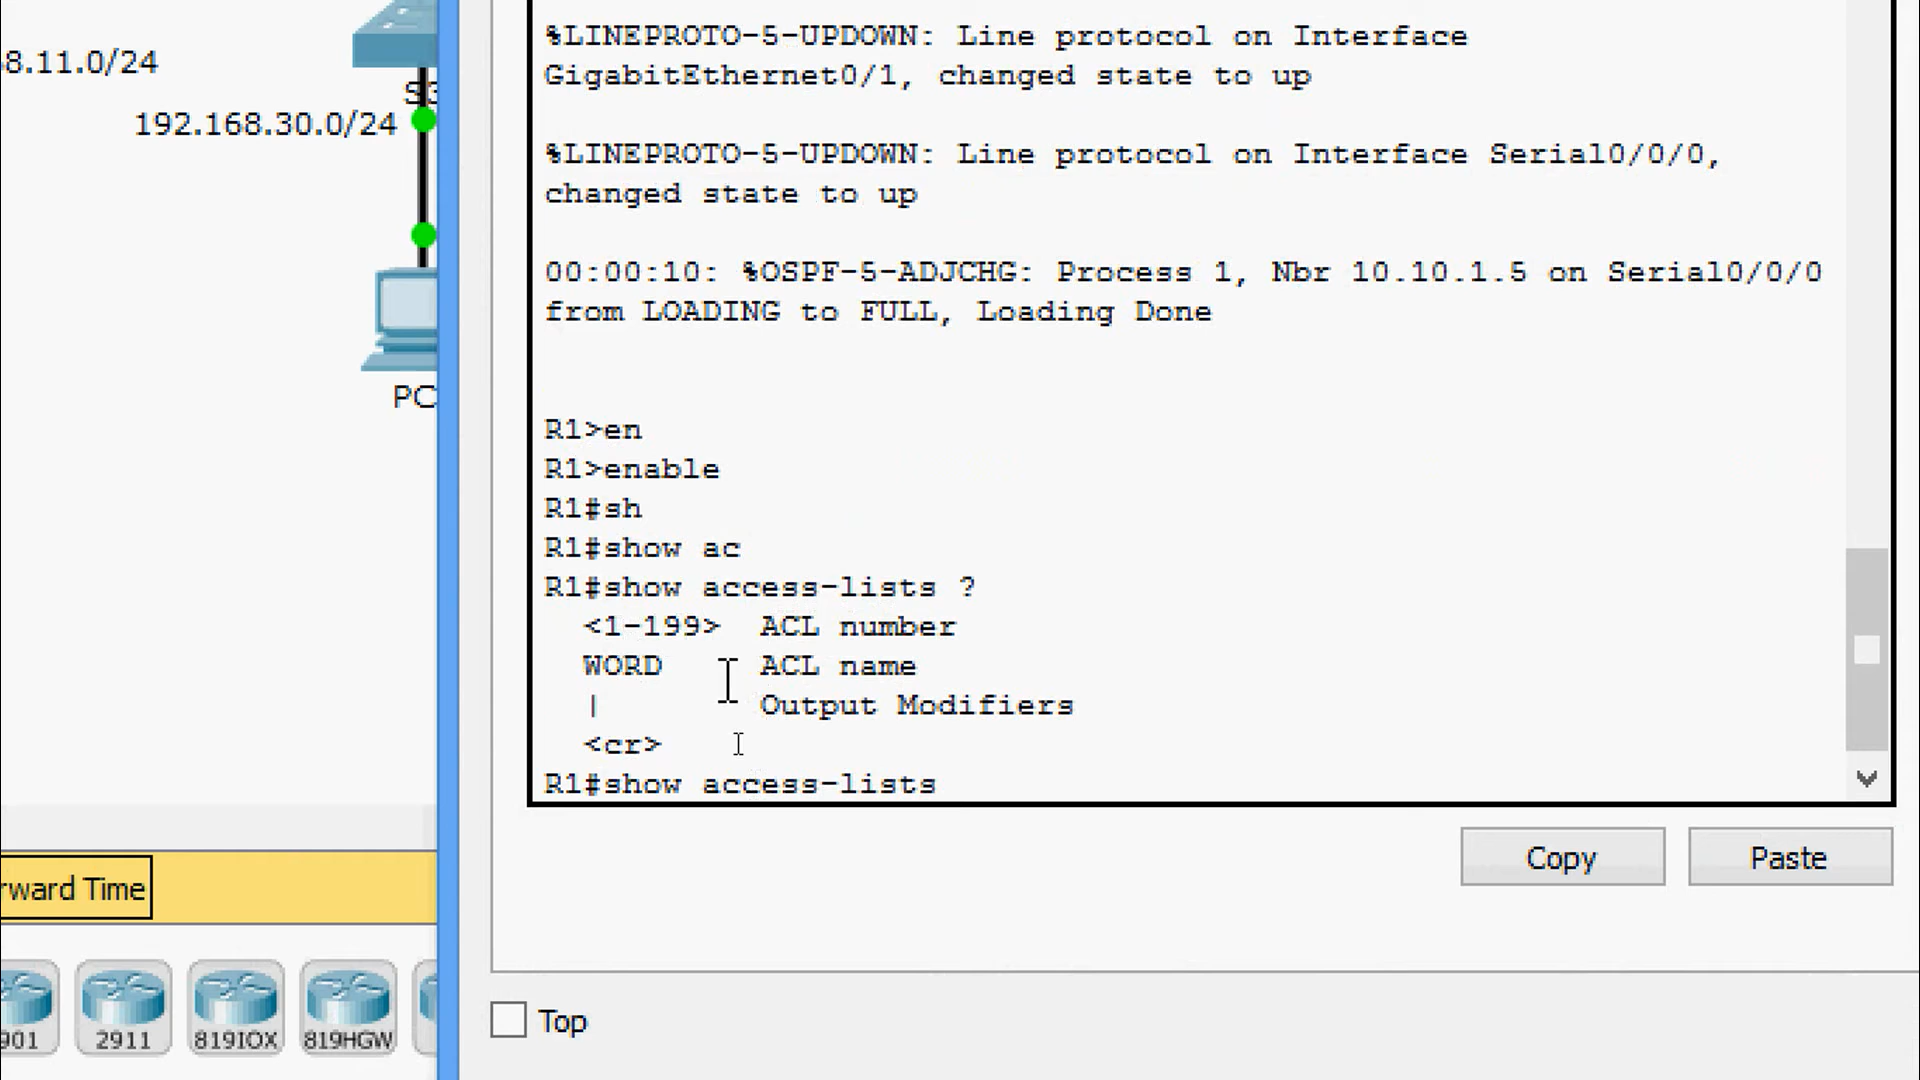 8.11.0/24
S3
192.168.30.0/24
PC
rward Time
901
2911
819IOX
819HGW
%LINEPROTO-5-UPDOWN: Line protocol on Interface
GigabitEthernet0/1, changed state to up
%LINEPROTO-5-UPDOWN: Line protocol on Interface Serial0/0/0,
changed state to up
00:00:10: %OSPF-5-ADJCHG: Process 1, Nbr 10.10.1.5 on Serial0/0/0
from LOADING to FULL, Loading Done
R1>en
R1>enable
R1#sh
R1#show ac
R1#show access-lists ?
<1-199> ACL number
WORD ACL name
| Output Modifiers
<cr>
R1#show access-lists
Copy
Paste
Top